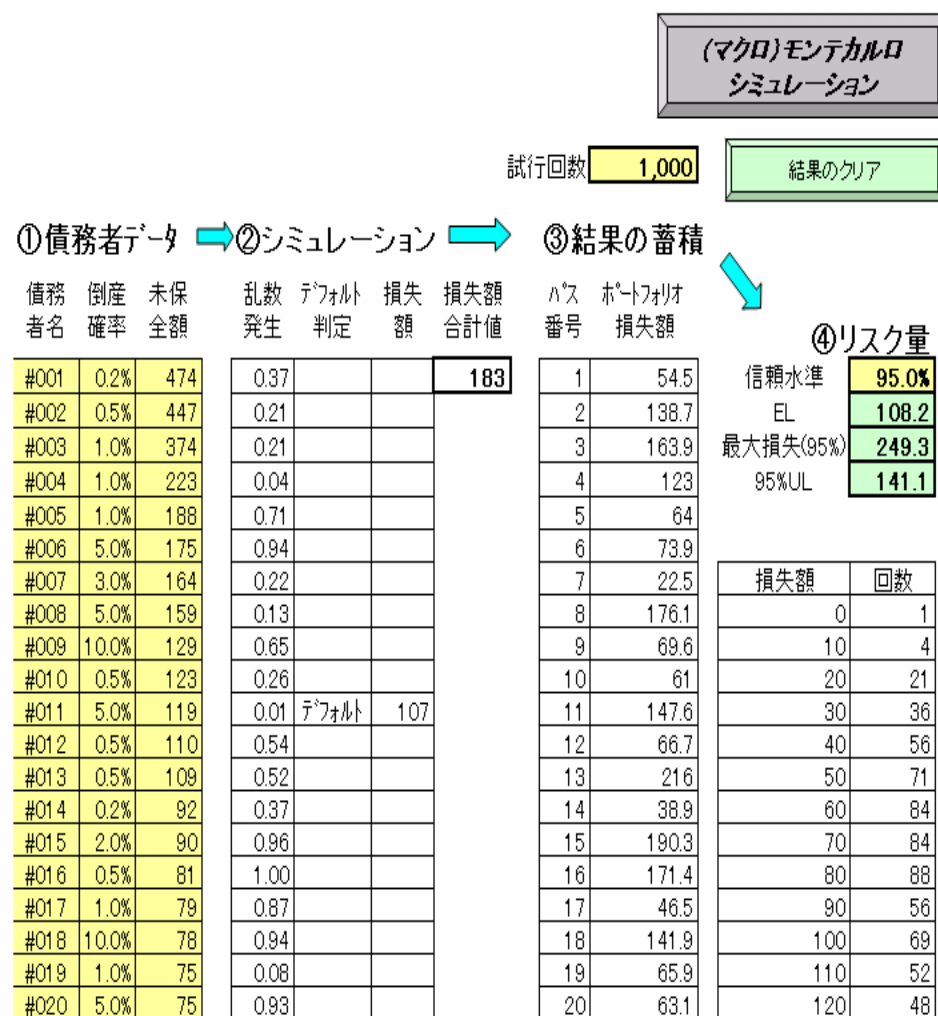 (マクロ)モンテカルロ
シミュレーション
試行回数 1,000 結果のクリア
①債務者データ ②シミュレーション ③結果の蓄積
債務 倒産 未保 乱数 デフォルト 損失 損失額 パス ポートフォリオ
者名 確率 全額 発生 判定 額 合計値 番号 損失額
④リスク量
#001 0.2% 474 0.37 183 1 54.5 信頼水準 95.0%
#002 0.5% 447 0.21 2 138.7 EL 108.2
#003 1.0% 374 0.21 3 163.9 最大損失(95%) 249.3
#004 1.0% 223 0.04 4 123 95%UL 141.1
#005 1.0% 188 0.71 5 64
#006 5.0% 175 0.94 6 73.9
#007 3.0% 164 0.22 7 22.5 損失額 回数
#008 5.0% 159 0.13 8 176.1 0 1
#009 10.0% 129 0.65 9 69.6 10 4
#010 0.5% 123 0.26 10 61 20 21
#011 5.0% 119 0.01 デフォルト 107 11 147.6 30 36
#012 0.5% 110 0.54 12 66.7 40 56
#013 0.5% 109 0.52 13 216 50 71
#014 0.2% 92 0.37 14 38.9 60 84
#015 2.0% 90 0.96 15 190.3 70 84
#016 0.5% 81 1.00 16 171.4 80 88
#017 1.0% 79 0.87 17 46.5 90 56
#018 10.0% 78 0.94 18 141.9 100 69
#019 1.0% 75 0.08 19 65.9 110 52
#020 5.0% 75 0.93 20 63.1 120 48